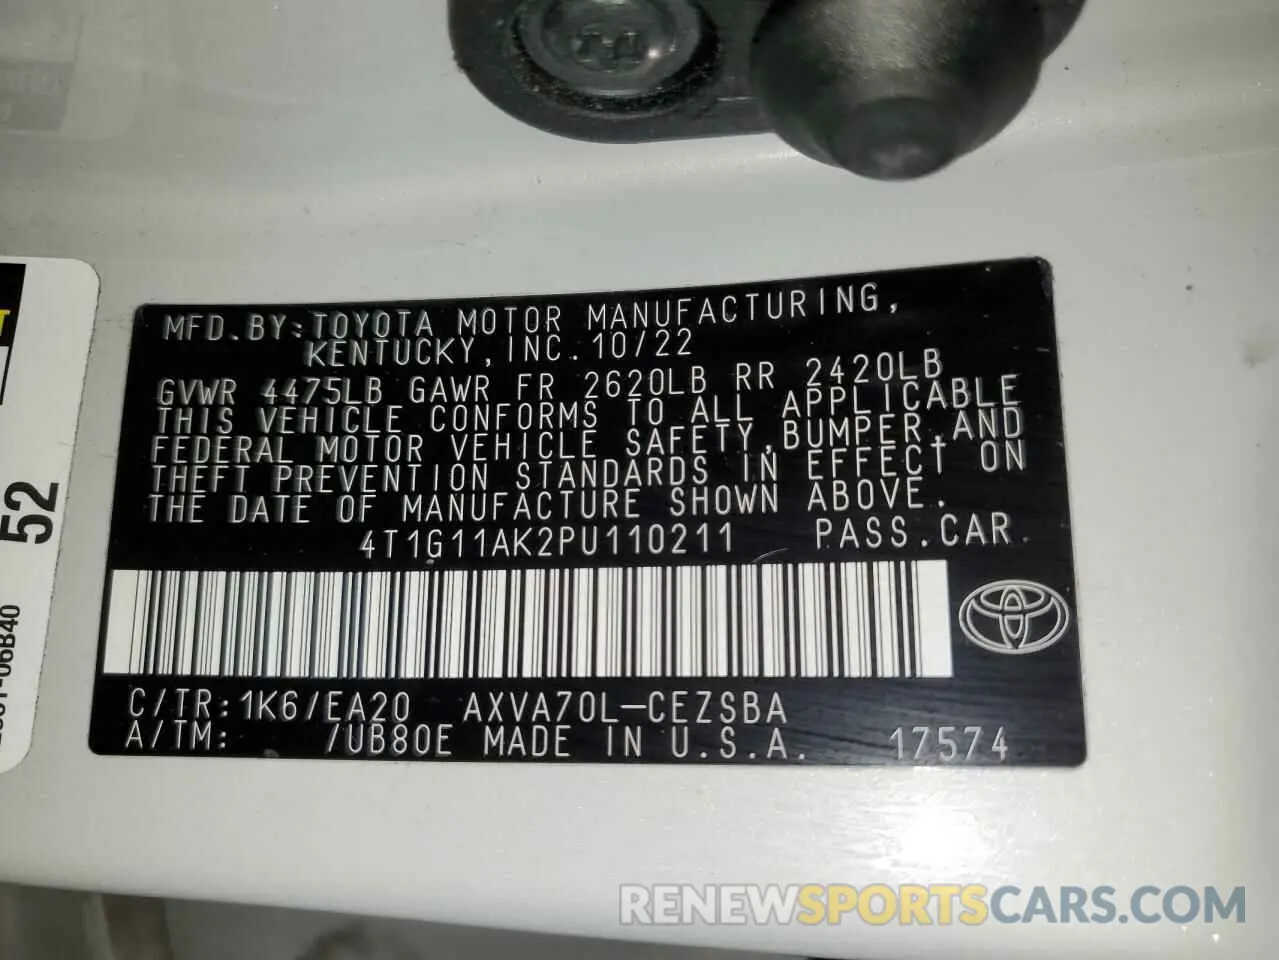 MFD.BY:TOYOTA MOTOR MANUFACTURING,
KENTUCKY,INC.10/22
GVWR 4475LB GAWR FR 2620LB RR 2420LB
THIS VEHICLE CONFORMS TO ALL APPLICABLE
FEDERAL MOTOR VEHICLE SAFETY,BUMPER,AND
THEFT PREVENTION STANDARDS IN EFFECT ON
THE DATE OF MANUFACTURE SHOWN ABOVE.
4T1G11AK2PU110211 PASS.CAR
C/TR:1K6/EA20 AXVA70L-CEZSBA
A/TM: /UB80E MADE IN U.S.A. 17574
52
RENEWSPORTSCARS.COM